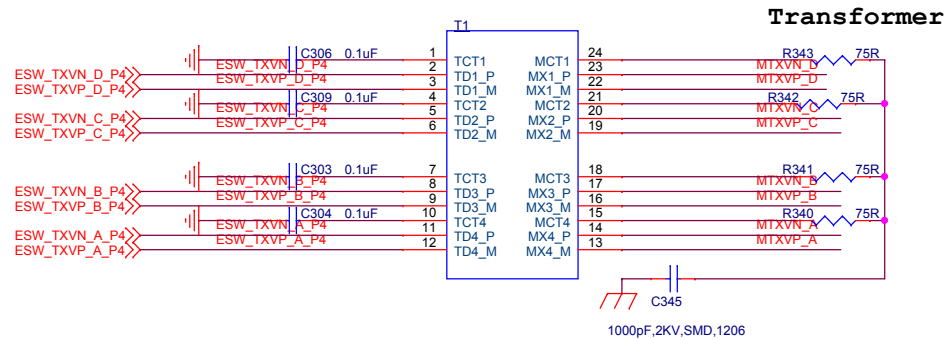 Transformer
T1
C306 0.1uF 1 TCT1 MCT1 24 R343 75R
ESW_TXVN_D_P4 ESW_TXVN_D_P4 2 TD1_P MX1_P 23 MTXVN_D
ESW_TXVP_D_P4 ESW_TXVP_D_P4 3 TD1_M MX1_M 22 MTXVP_D
C309 0.1uF 4 TCT2 MCT2 21 R342 75R
ESW_TXVN_C_P4 ESW_TXVN_C_P4 5 TD2_P MX2_P 20 MTXVN_C
ESW_TXVP_C_P4 ESW_TXVP_C_P4 6 TD2_M MX2_M 19 MTXVP_C
C303 0.1uF 7 TCT3 MCT3 18 R341 75R
ESW_TXVN_B_P4 ESW_TXVN_B_P4 8 TD3_P MX3_P 17 MTXVN_B
ESW_TXVP_B_P4 ESW_TXVP_B_P4 9 TD3_M MX3_M 16 MTXVP_B
C304 0.1uF 10 TCT4 MCT4 15 R340 75R
ESW_TXVN_A_P4 ESW_TXVN_A_P4 11 TD4_P MX4_P 14 MTXVN_A
ESW_TXVP_A_P4 ESW_TXVP_A_P4 12 TD4_M MX4_M 13 MTXVP_A
C345
1000pF,2KV,SMD,1206